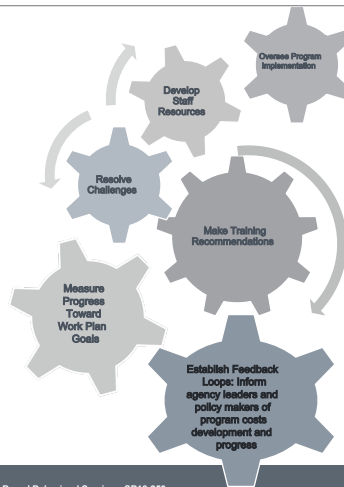 Oversee Program
Implementation
Develop
Staff
Resources
Resolve
Challenges
Make Training
Recommendations
Measure
Progress
Toward
Work Plan
Goals
Establish Feedback
Loops: Inform
agency leaders and
policy makers of
program costs
development and
progress